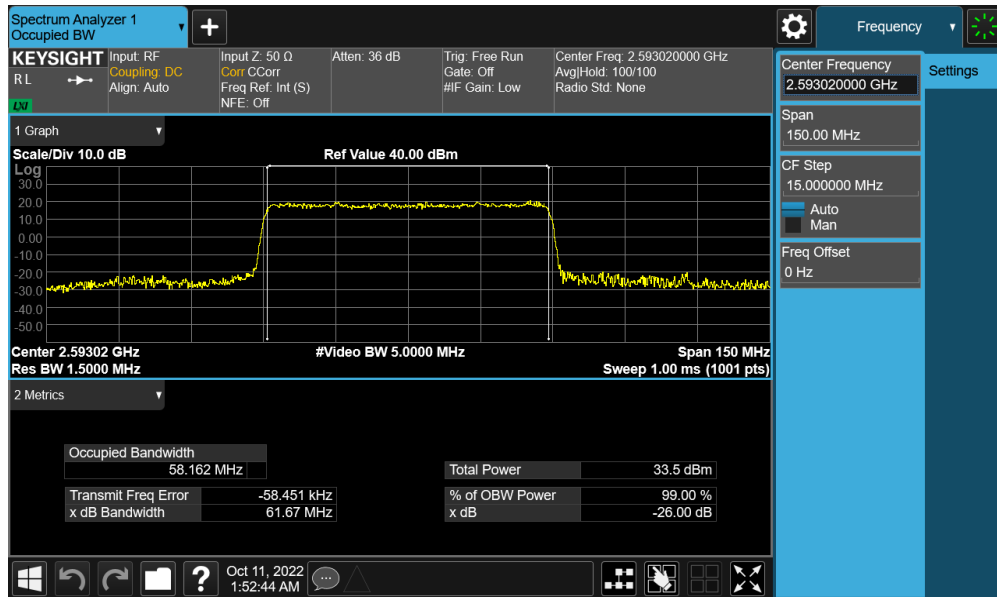 Spectrum Analyzer 1
Occupied BW
Frequency
KEYSIGHT
R L
LXI
Input: RF
Coupling: DC
Align: Auto
Input Z: 50 Ω
Corr CCorr
Freq Ref: Int (S)
NFE: Off
Atten: 36 dB
Trig: Free Run
Gate: Off
#IF Gain: Low
Center Freq: 2.593020000 GHz
Avg|Hold: 100/100
Radio Std: None
Center Frequency
2.593020000 GHz
Settings
Span
150.00 MHz
CF Step
15.000000 MHz
Auto
Man
Freq Offset
0 Hz
1 Graph
Scale/Div 10.0 dB
Ref Value 40.00 dBm
Log
30.0
20.0
10.0
0.00
-10.0
-20.0
-30.0
-40.0
-50.0
Center 2.59302 GHz
#Video BW 5.0000 MHz
Span 150 MHz
Res BW 1.5000 MHz
Sweep 1.00 ms (1001 pts)
2 Metrics
Occupied Bandwidth
58.162 MHz
Total Power 33.5 dBm
Transmit Freq Error -58.451 kHz
% of OBW Power 99.00 %
x dB Bandwidth 61.67 MHz
x dB -26.00 dB
?
Oct 11, 2022
1:52:44 AM